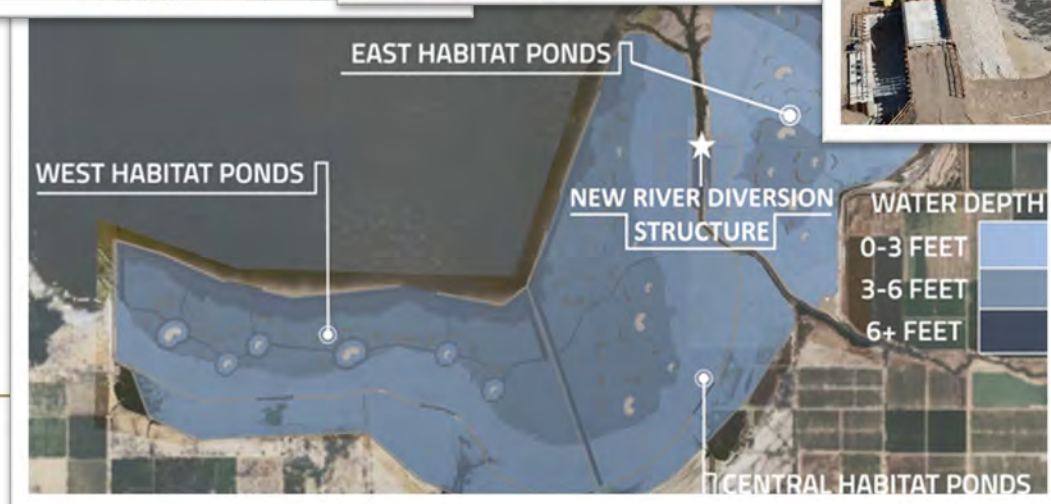 EAST HABITAT PONDS
WEST HABITAT PONDS
NEW RIVER DIVERSION
STRUCTURE
WATER DEPTH
0-3 FEET
3-6 FEET
6+ FEET
CENTRAL HABITAT PONDS